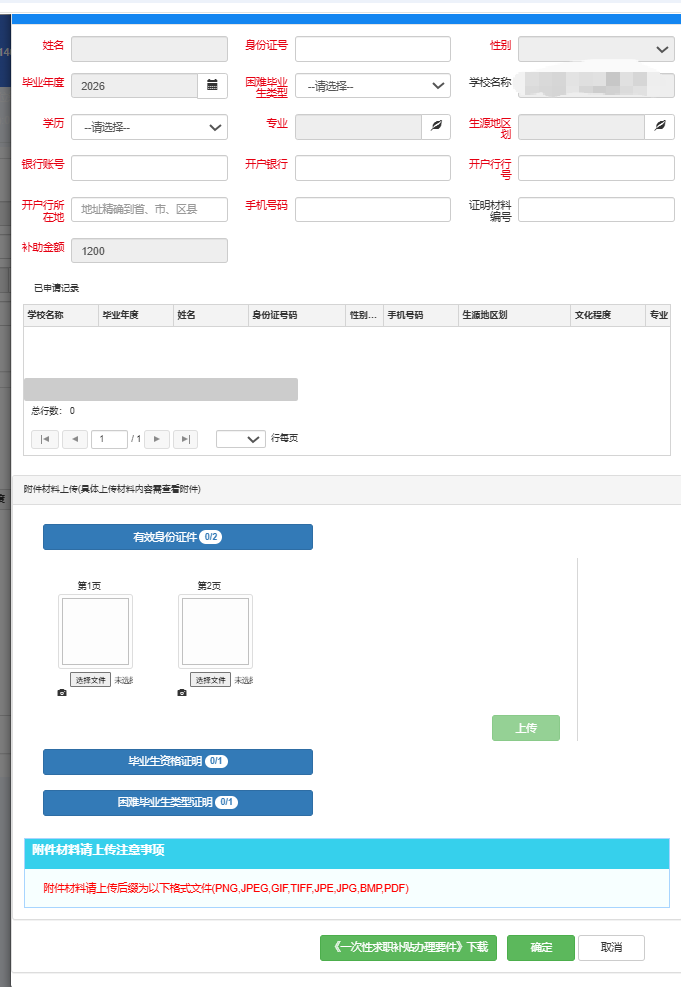 姓名 身份证号 性别
毕业年度 2026 困难毕业生类型 --请选择-- 学校名称
学历 --请选择-- 专业 生源地区划
银行账号 开户银行 开户行行号
开户行所在地 地址精确到省、市、区县 手机号码 证明材料编号
补助金额 1200
已申请记录
学校名称 毕业年度 姓名 身份证号码 性别... 手机号码 生源地区划 文化程度 专业
总行数: 0
1 / 1 行每页
附件材料上传(具体上传材料内容需查看附件)
有效身份证件 0/2
第1页 第2页
选择文件 未选 选择文件 未选
上传
毕业生资格证明 0/1
困难毕业生类型证明 0/1
附件材料请上传注意事项
附件材料请上传后缀为以下格式文件(PNG,JPEG,GIF,TIFF,JPE,JPG,BMP,PDF)
《一次性求职补贴办理要件》下载 确定 取消